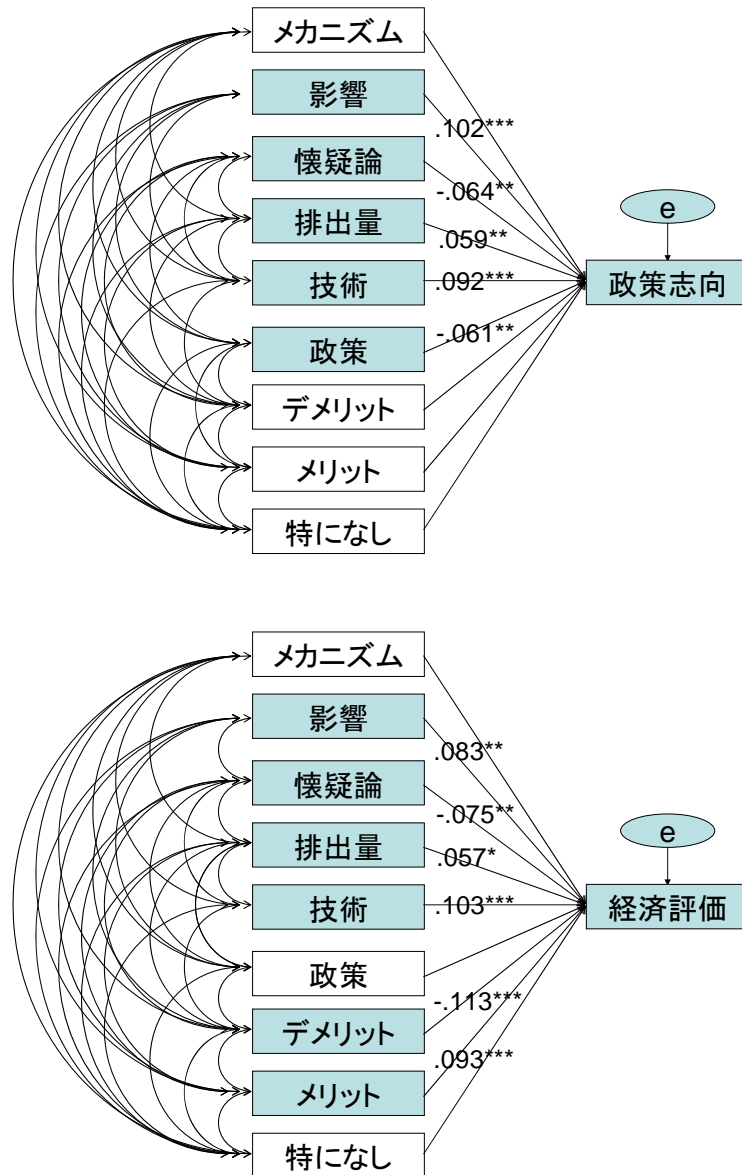 メカニズム
影響
.102***
懐疑論
-.064**
排出量
.059**
e
技術
.092***
政策志向
政策
-.061**
デメリット
メリット
特になし
メカニズム
影響
.083**
懐疑論
-.075**
排出量
.057*
e
技術
.103***
経済評価
政策
デメリット
-.113***
メリット
.093***
特になし